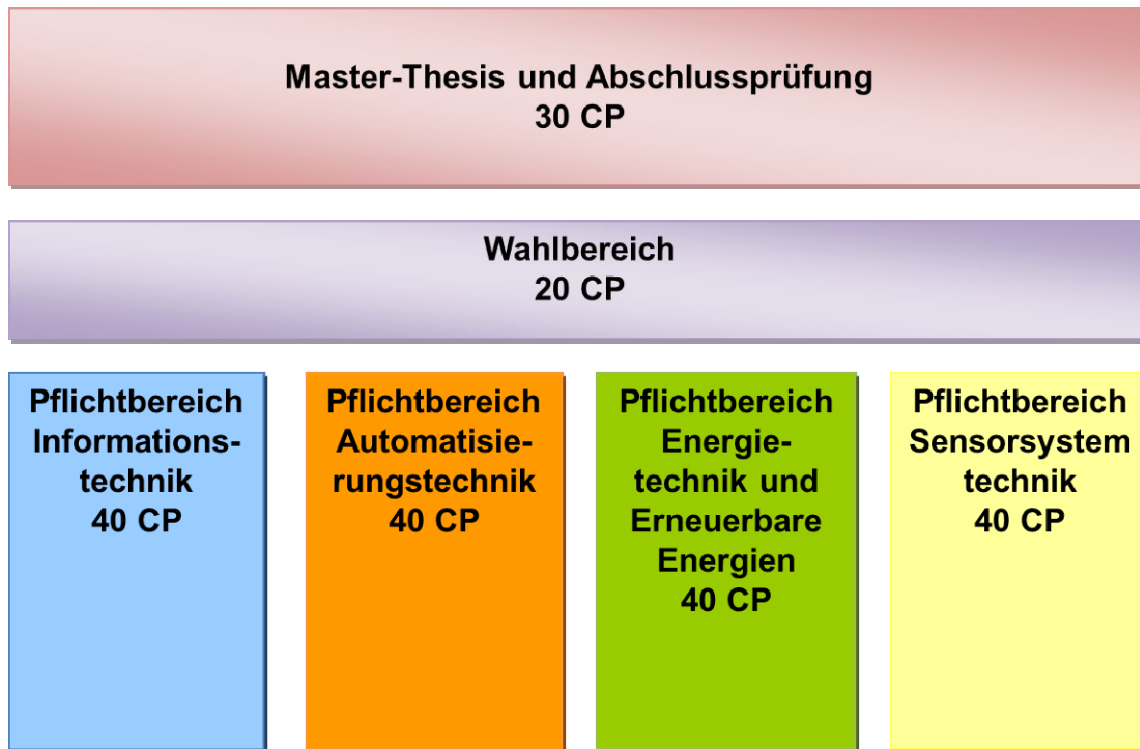 Master-Thesis und Abschlussprüfung
30 CP
Wahlbereich
20 CP
Pflichtbereich
Informations-
technik
40 CP
Pflichtbereich
Automatisie-
rungstechnik
40 CP
Pflichtbereich
Energie-
technik und
Erneuerbare
Energien
40 CP
Pflichtbereich
Sensorsystem
technik
40 CP